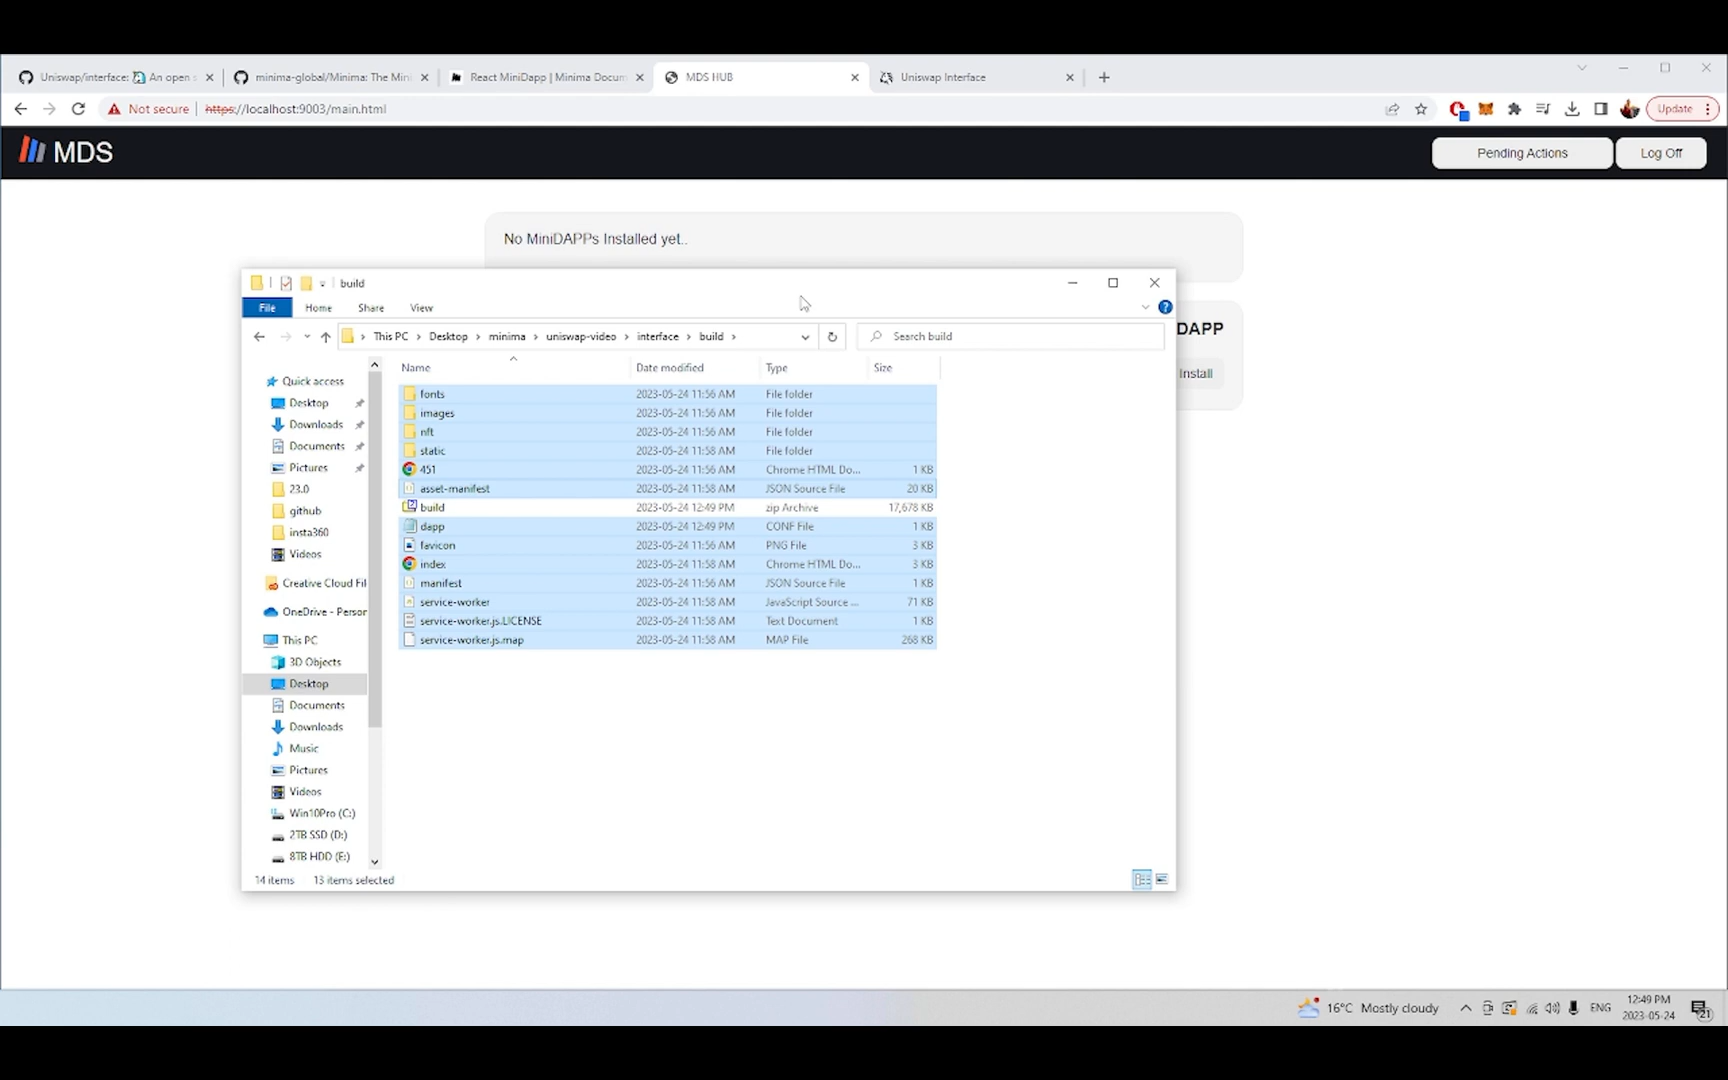 Uniswap/interface: An open s
minima-global/Minima: The Mini
React MiniDapp | Minima Docum
MDS HUB
Uniswap Interface
Not secure
https://localhost:9003/main.html
Update
MDS
Pending Actions
Log Off
No MiniDAPPs Installed yet..
DAPP
Install
build
File
Home
Share
View
This PC
Desktop
minima
uniswap-video
interface
build
Search build
Name
Date modified
Type
Size
Quick access
Desktop
Downloads
Documents
Pictures
23.0
github
insta360
Videos
Creative Cloud Fil
OneDrive - Person
This PC
3D Objects
Desktop
Documents
Downloads
Music
Pictures
Videos
Win10Pro (C:)
2TB SSD (D:)
8TB HDD (E:)
fonts 2023-05-24 11:56 AM File folder
images 2023-05-24 11:56 AM File folder
nft 2023-05-24 11:56 AM File folder
static 2023-05-24 11:58 AM File folder
451 2023-05-24 11:56 AM Chrome HTML Do... 1 KB
asset-manifest 2023-05-24 11:58 AM JSON Source File 20 KB
build 2023-05-24 12:49 PM zip Archive 17,678 KB
dapp 2023-05-24 12:49 PM CONF File 1 KB
favicon 2023-05-24 11:56 AM PNG File 3 KB
index 2023-05-24 11:58 AM Chrome HTML Do... 3 KB
manifest 2023-05-24 11:56 AM JSON Source File 1 KB
service-worker 2023-05-24 11:58 AM JavaScript Source ... 71 KB
service-worker.js.LICENSE 2023-05-24 11:58 AM Text Document 1 KB
service-worker.js.map 2023-05-24 11:58 AM MAP File 268 KB
14 items 13 items selected
16°C Mostly cloudy
ENG
12:49 PM
2023-05-24
21